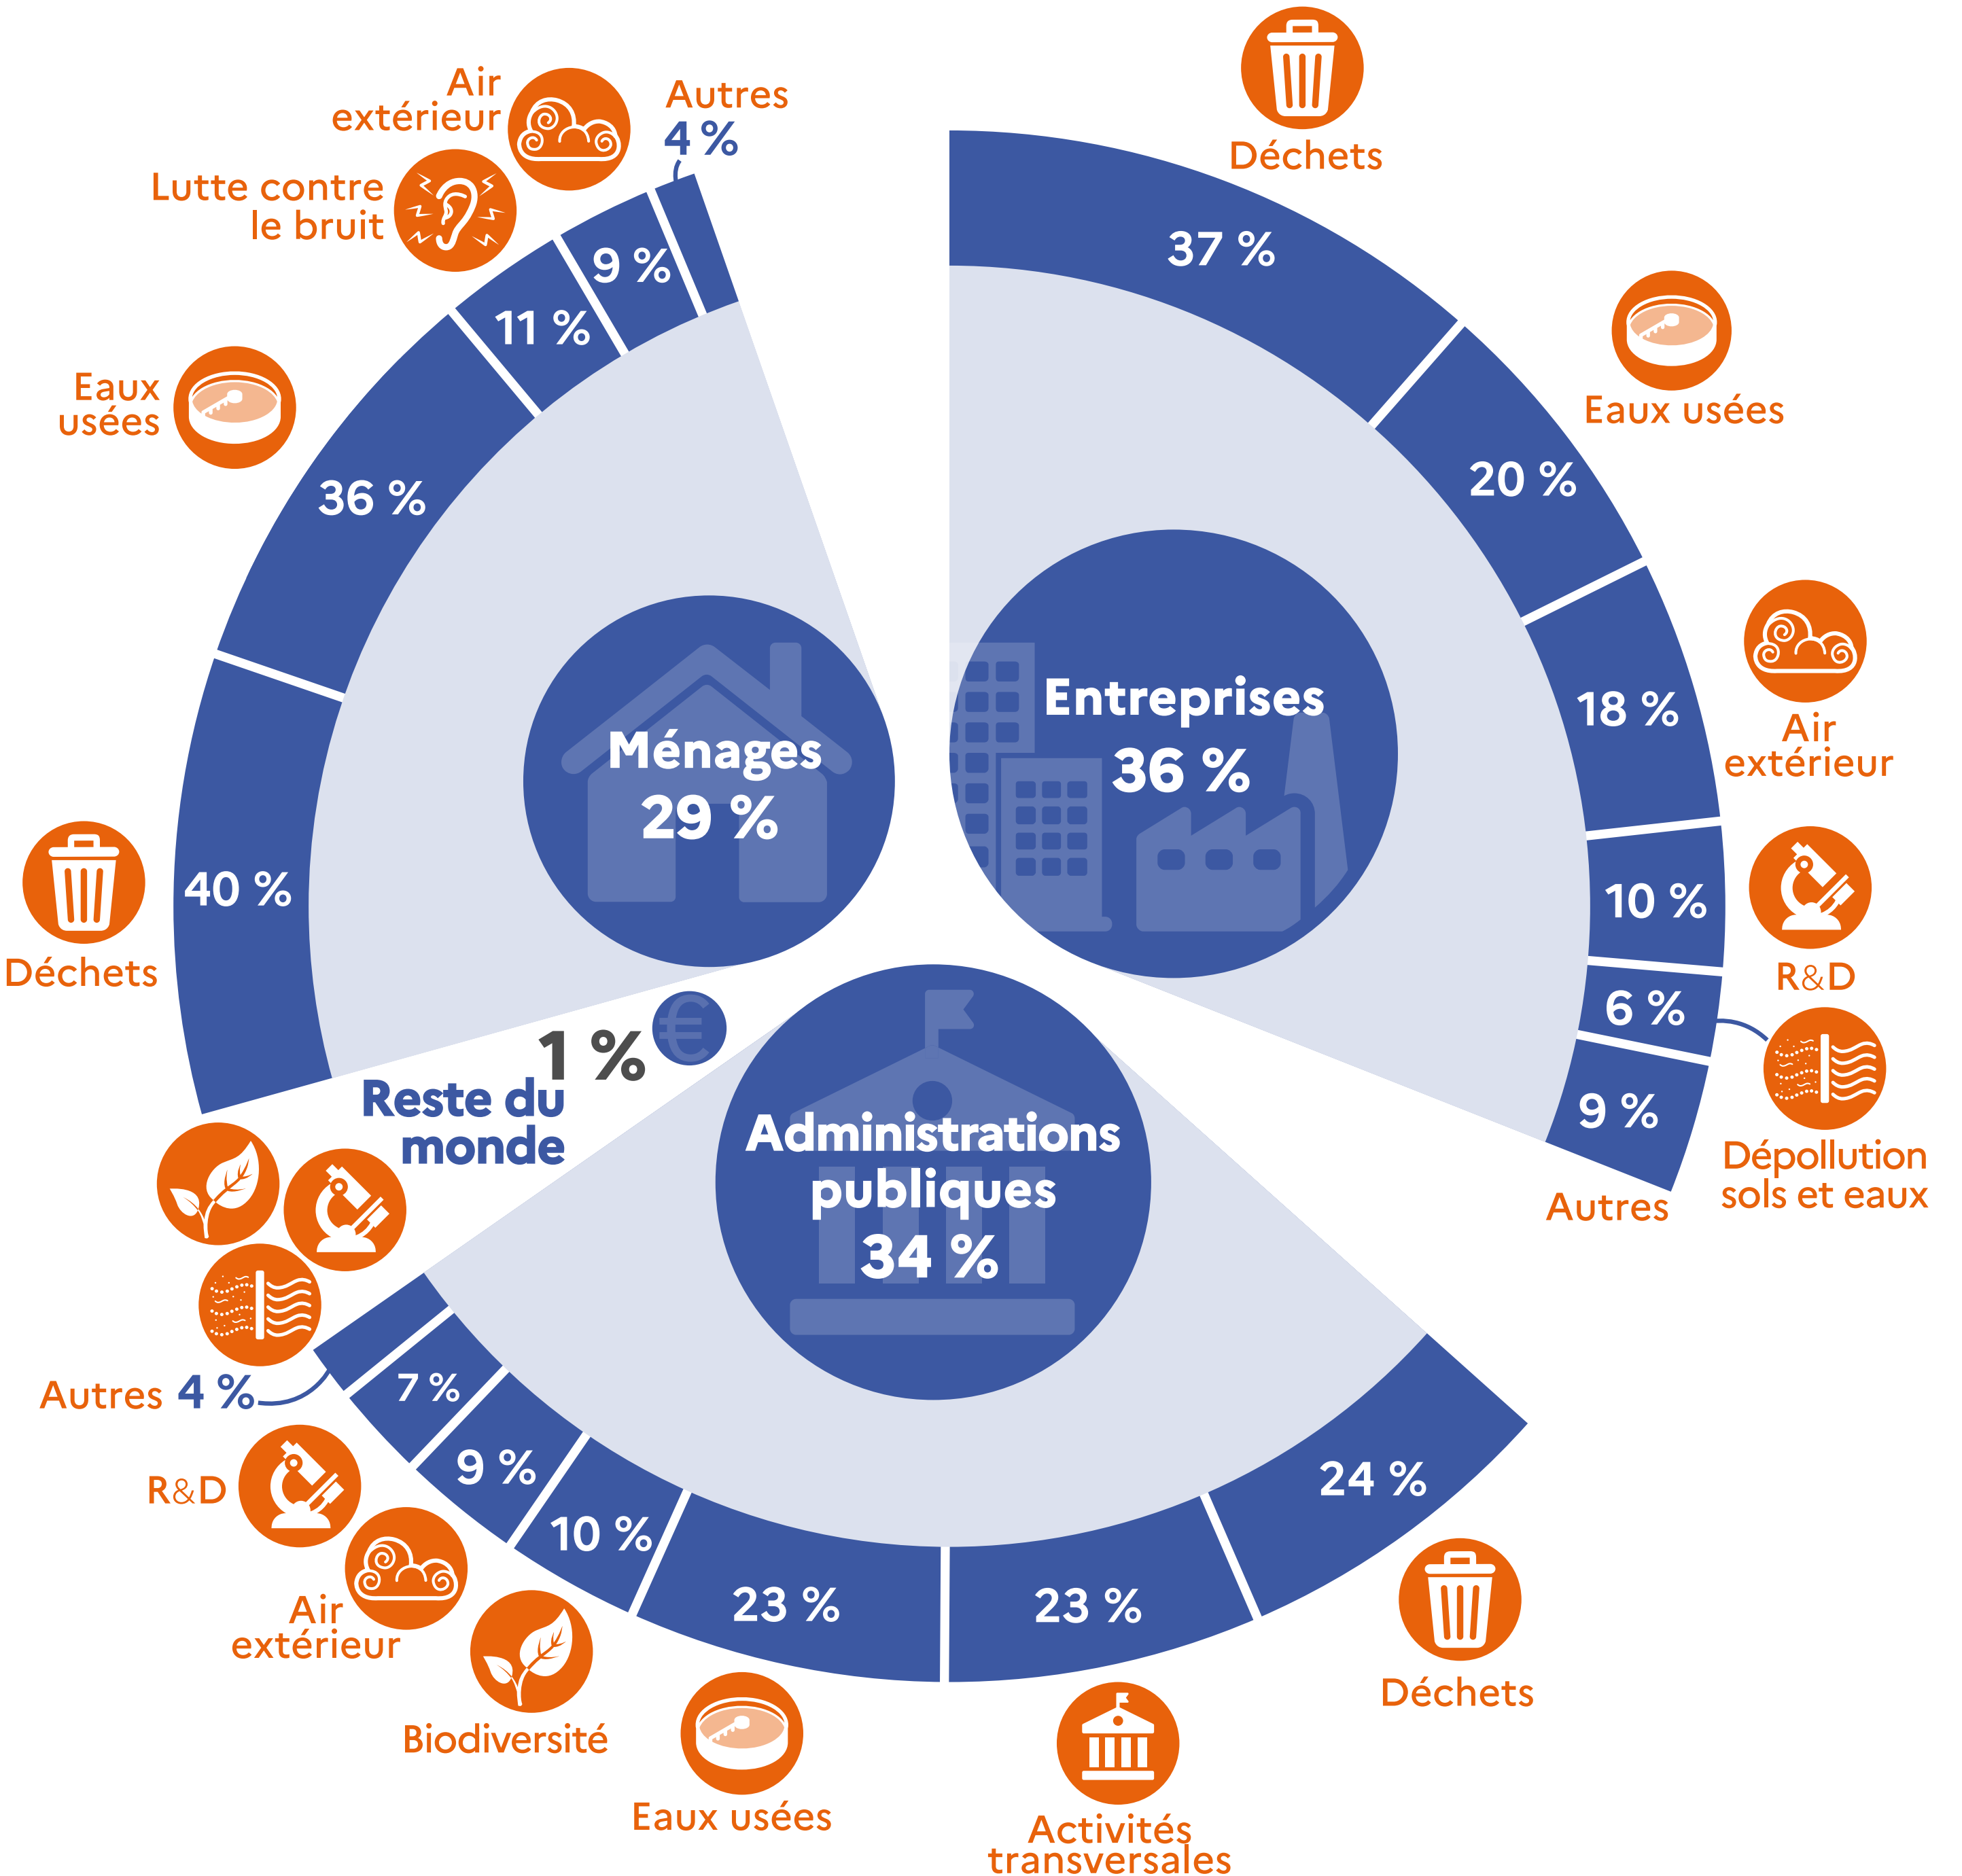 Entreprises
36 %
Déchets
37 %
Eaux usées
20 %
Air
extérieur
18 %
R&D
10 %
Dépollution
sols et eaux
6 %
Autres
9 %
Administrations
publiques
34 %
Déchets
24 %
Activités
transversales
23 %
Eaux usées
23 %
Biodiversité
10 %
Air
extérieur
9 %
R&D
7 %
Autres 4 %
1 %
€
Reste du
monde
Ménages
29 %
Déchets
40 %
Eaux
usées
36 %
Lutte contre
le bruit
11 %
Air
extérieur
9 %
Autres
4 %